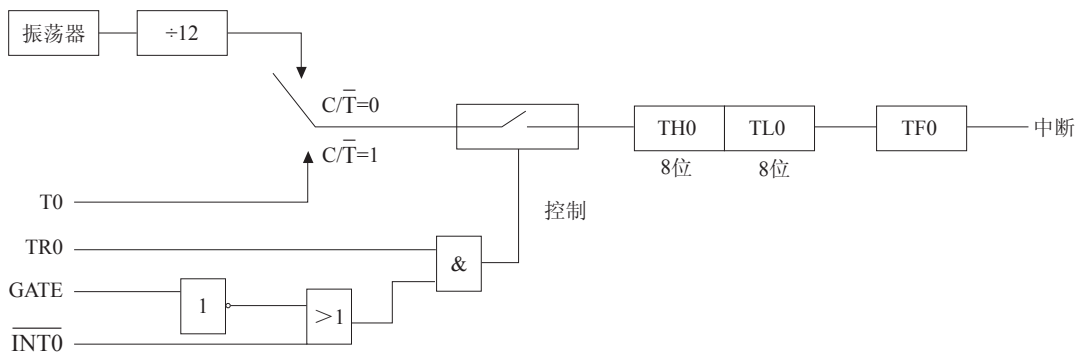 振荡器
÷12
C/T̅=0
C/T̅=1
TH0
TL0
TF0
中断
8位
8位
T0
控制
TR0
&
GATE
1
>1
I̅N̅T̅0̅